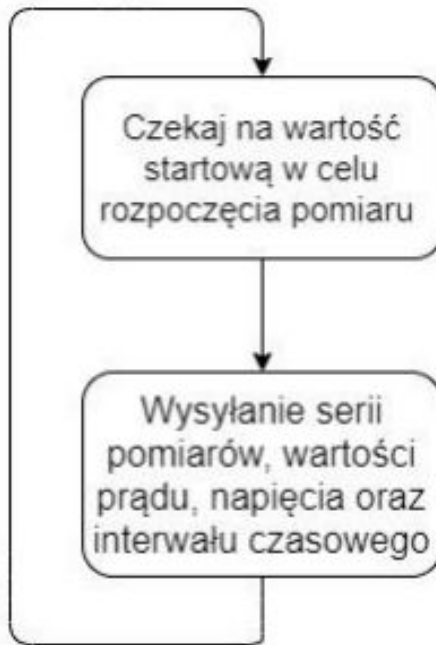 Czekaj na wartość
startową w celu
rozpoczęcia pomiaru
Wysyłanie serii
pomiarów, wartości
prądu, napięcia oraz
interwału czasowego